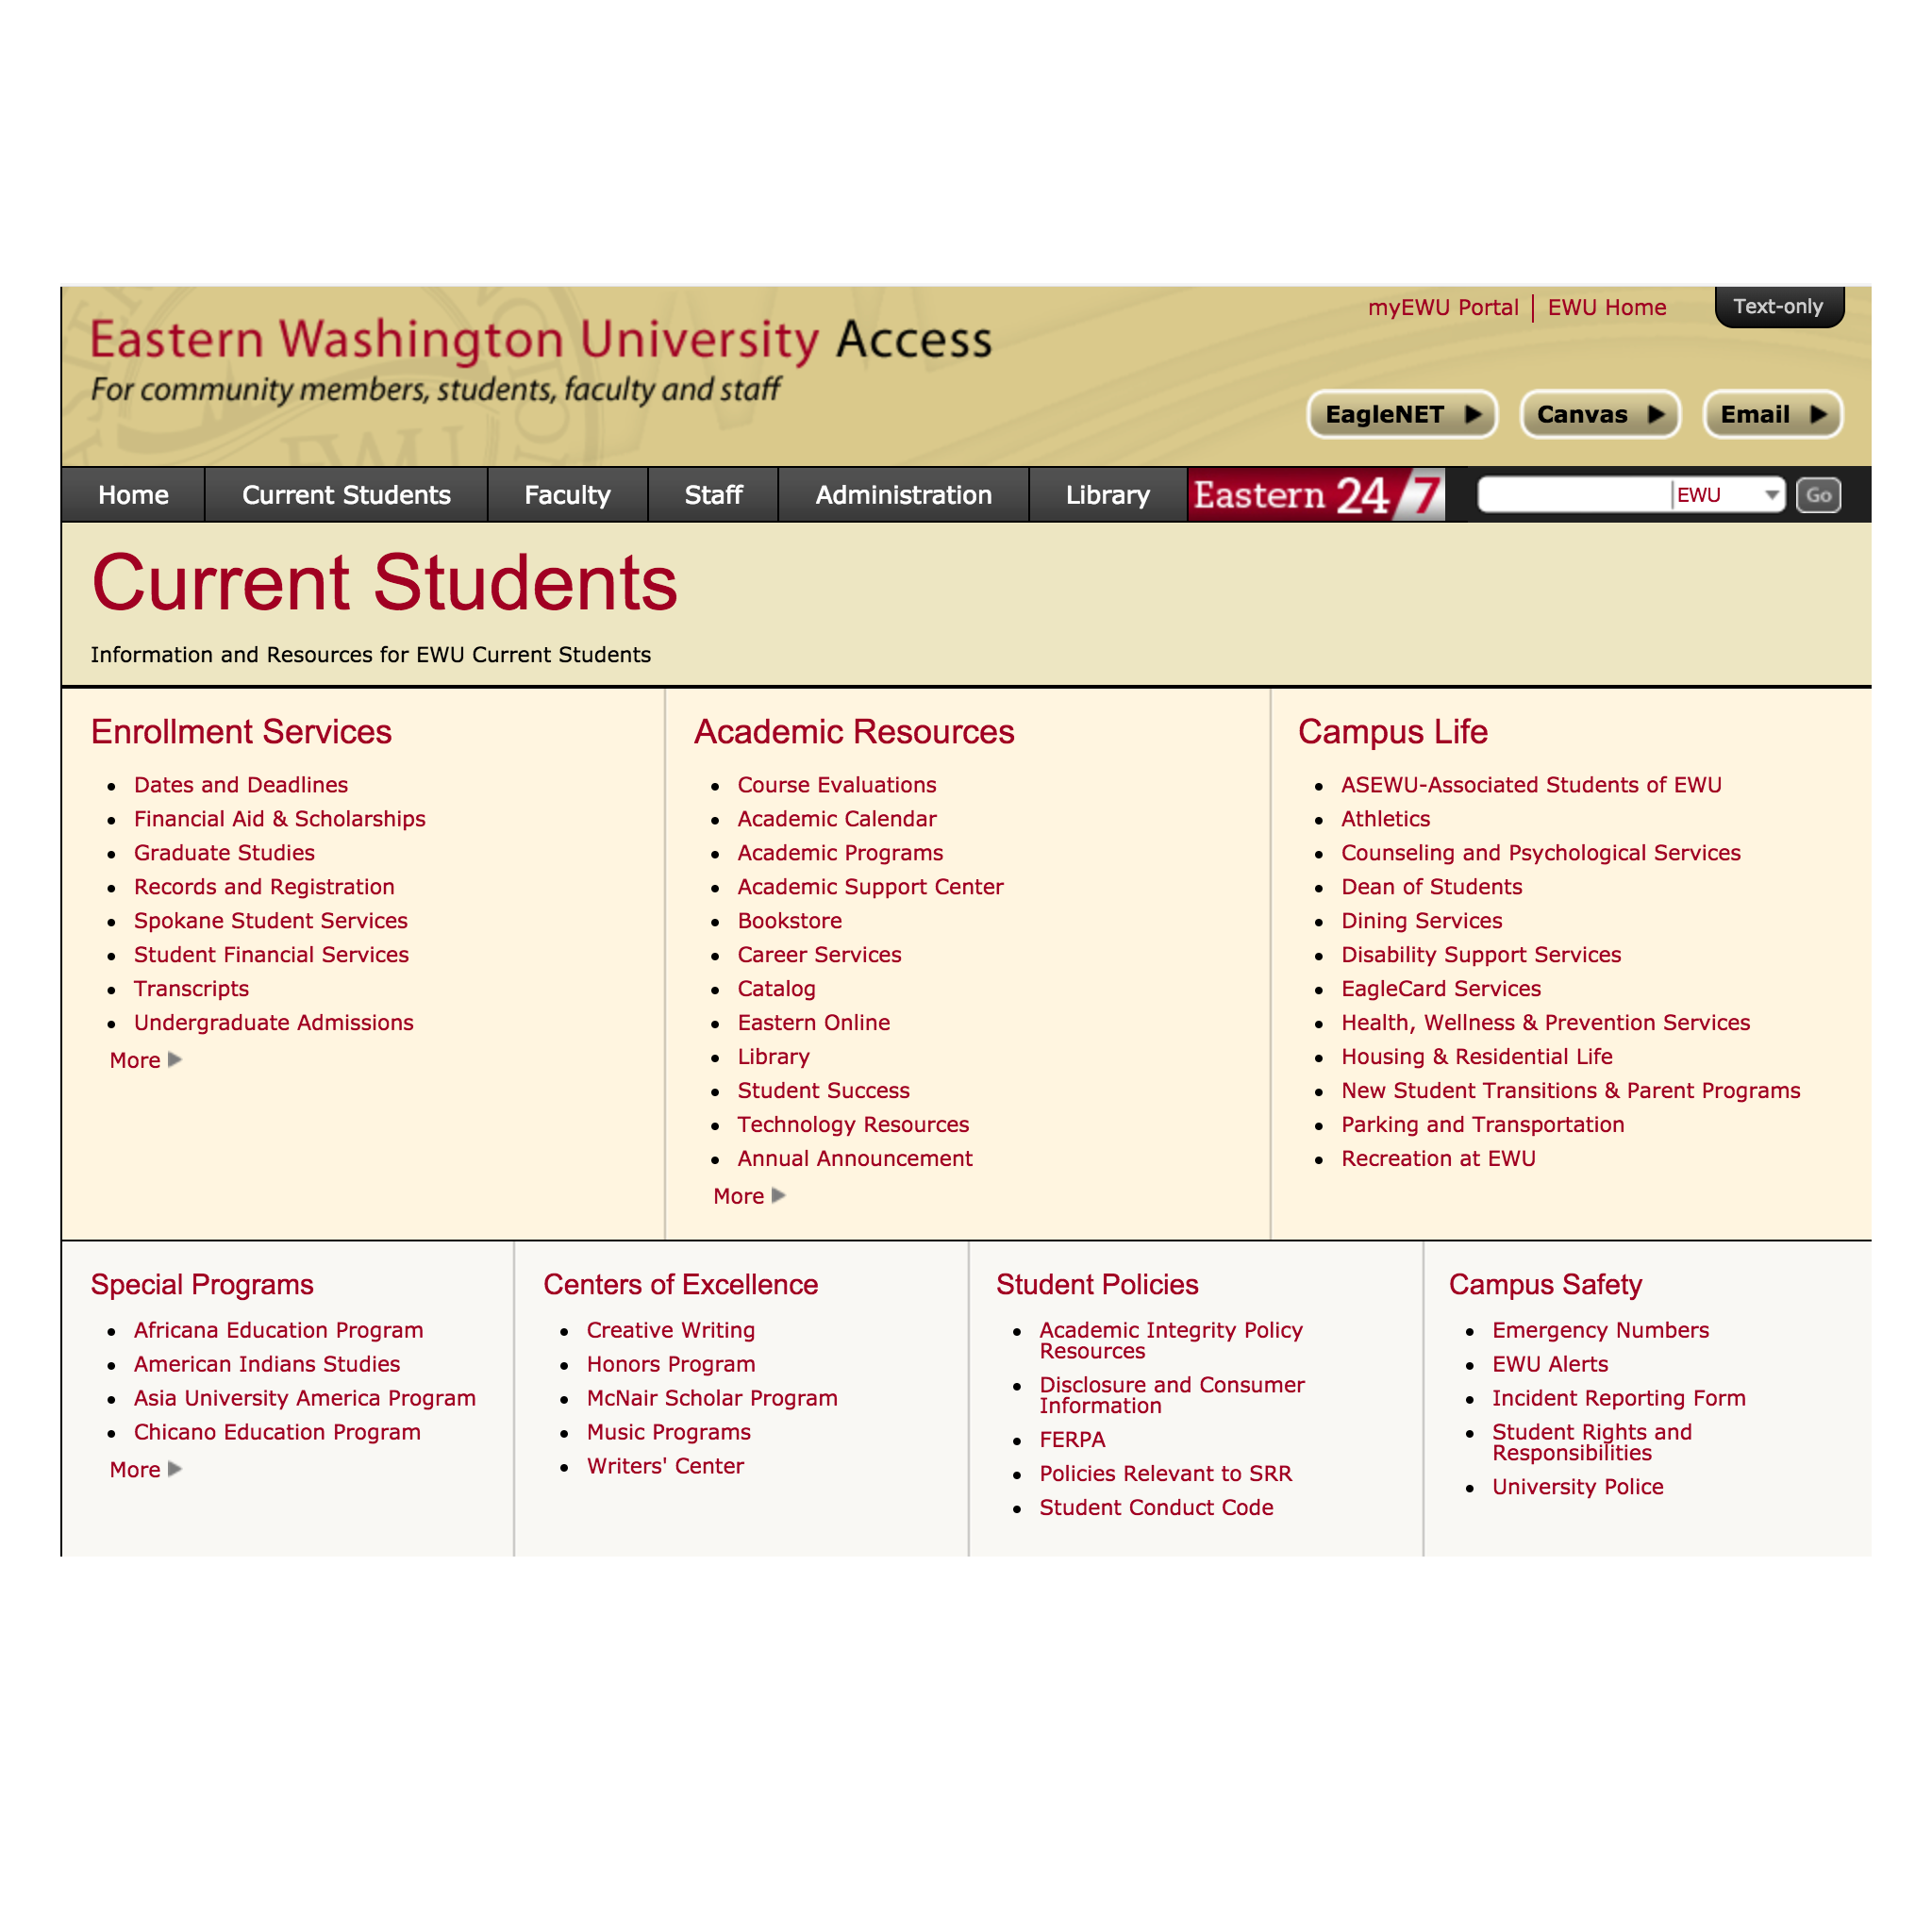 myEWU Portal | EWU Home
Text-only
Eastern Washington University Access
For community members, students, faculty and staff
EagleNET
Canvas
Email
Home
Current Students
Faculty
Staff
Administration
Library
Eastern 24/7
EWU
Go
Current Students
Information and Resources for EWU Current Students
Enrollment Services
Dates and Deadlines
Financial Aid & Scholarships
Graduate Studies
Records and Registration
Spokane Student Services
Student Financial Services
Transcripts
Undergraduate Admissions
More
Academic Resources
Course Evaluations
Academic Calendar
Academic Programs
Academic Support Center
Bookstore
Career Services
Catalog
Eastern Online
Library
Student Success
Technology Resources
Annual Announcement
More
Campus Life
ASEWU-Associated Students of EWU
Athletics
Counseling and Psychological Services
Dean of Students
Dining Services
Disability Support Services
EagleCard Services
Health, Wellness & Prevention Services
Housing & Residential Life
New Student Transitions & Parent Programs
Parking and Transportation
Recreation at EWU
Special Programs
Africana Education Program
American Indians Studies
Asia University America Program
Chicano Education Program
More
Centers of Excellence
Creative Writing
Honors Program
McNair Scholar Program
Music Programs
Writers' Center
Student Policies
Academic Integrity Policy
Resources
Disclosure and Consumer
Information
FERPA
Policies Relevant to SRR
Student Conduct Code
Campus Safety
Emergency Numbers
EWU Alerts
Incident Reporting Form
Student Rights and
Responsibilities
University Police